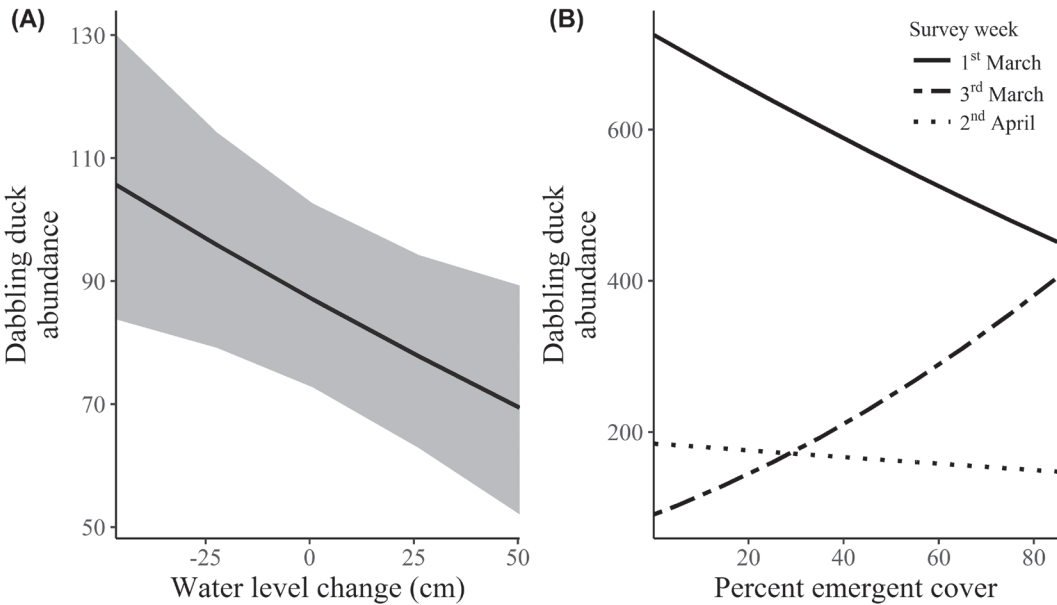 (A)
130
110
90
70
50
Dabbling duck
abundance
-25
0
25
50
Water level change (cm)
(B)
Survey week
1st March
3rd March
2nd April
600
400
200
Dabbling duck
abundance
20
40
60
80
Percent emergent cover